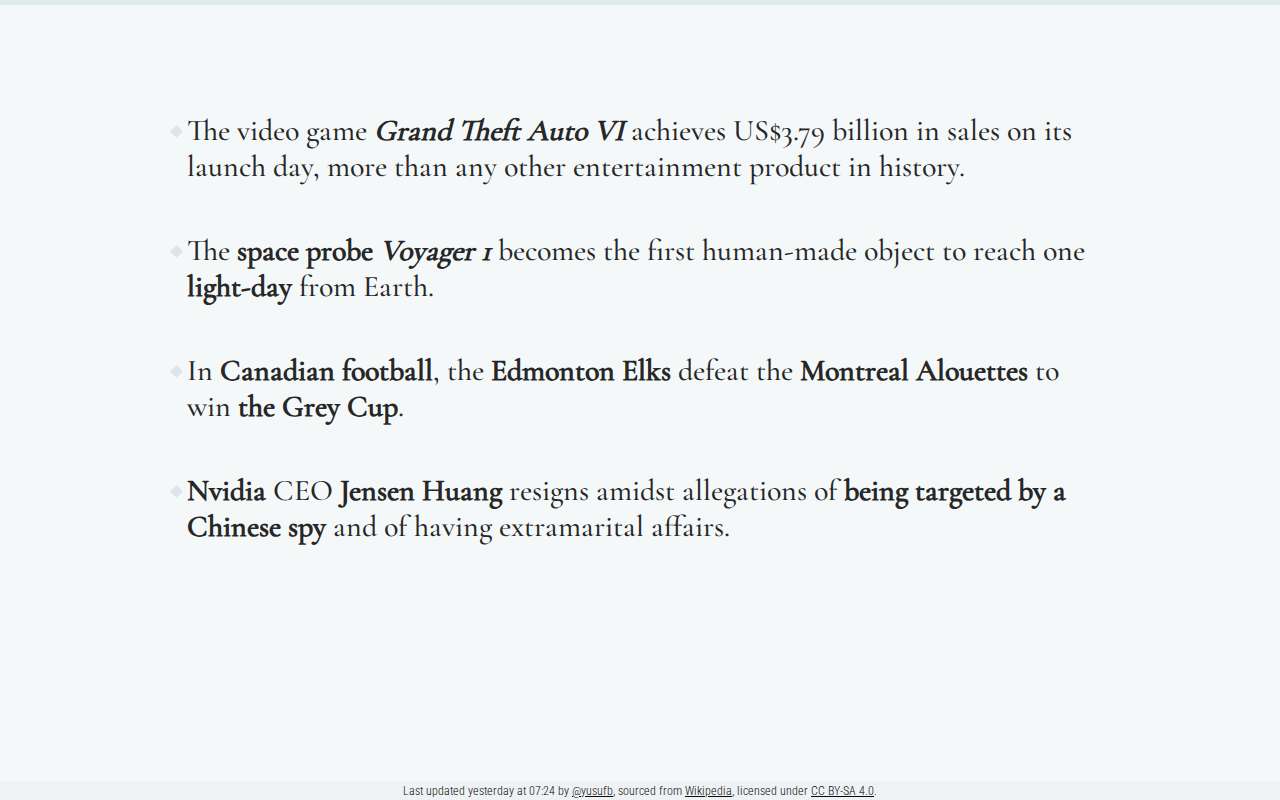 The video game Grand Theft Auto VI achieves US$3.79 billion in sales on its
launch day, more than any other entertainment product in history.
The space probe Voyager 1 becomes the first human-made object to reach one
light-day from Earth.
In Canadian football, the Edmonton Elks defeat the Montreal Alouettes to
win the Grey Cup.
Nvidia CEO Jensen Huang resigns amidst allegations of being targeted by a
Chinese spy and of having extramarital affairs.
Last updated yesterday at 07:24 by @yusufb, sourced from Wikipedia, licensed under CC BY-SA 4.0.